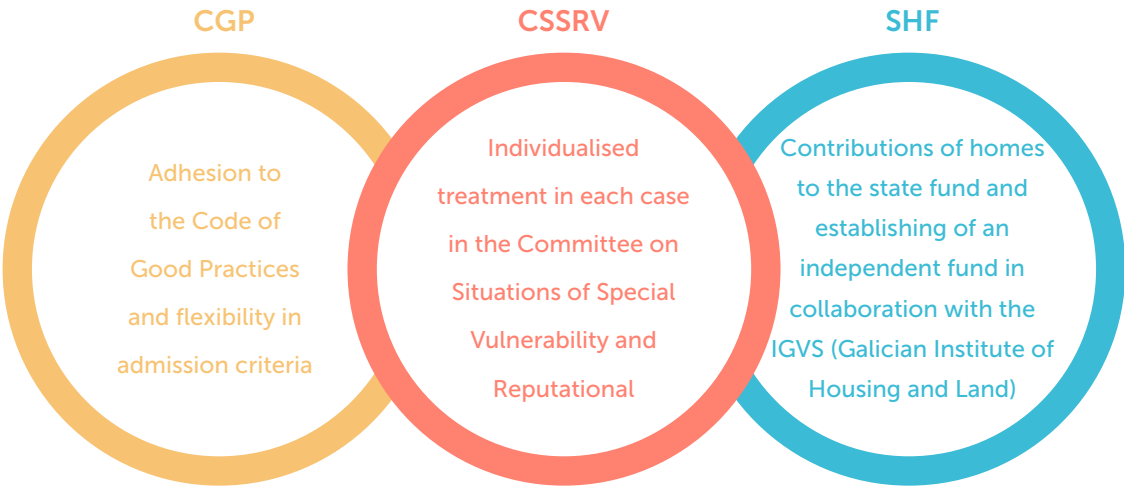 CGP
Adhesion to
the Code of
Good Practices
and flexibility in
admission criteria
CSSRV
Individualised
treatment in each case
in the Committee on
Situations of Special
Vulnerability and
Reputational
SHF
Contributions of homes
to the state fund and
establishing of an
independent fund in
collaboration with the
IGVS (Galician Institute of
Housing and Land)